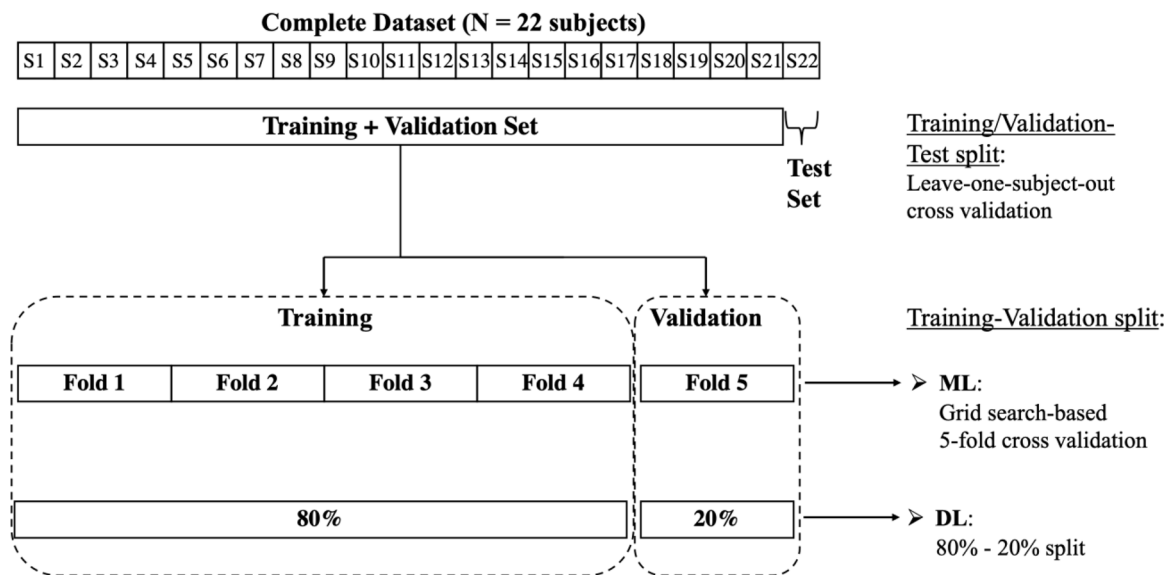 Complete Dataset (N = 22 subjects)
S1 S2 S3 S4 S5 S6 S7 S8 S9 S10 S11 S12 S13 S14 S15 S16 S17 S18 S19 S20 S21 S22
Training + Validation Set
Test
Set
Training/Validation-
Test split:
Leave-one-subject-out
cross validation
Training
Validation
Training-Validation split:
Fold 1 Fold 2 Fold 3 Fold 4 Fold 5
➢ ML:
Grid search-based
5-fold cross validation
80% 20%
➢ DL:
80% - 20% split